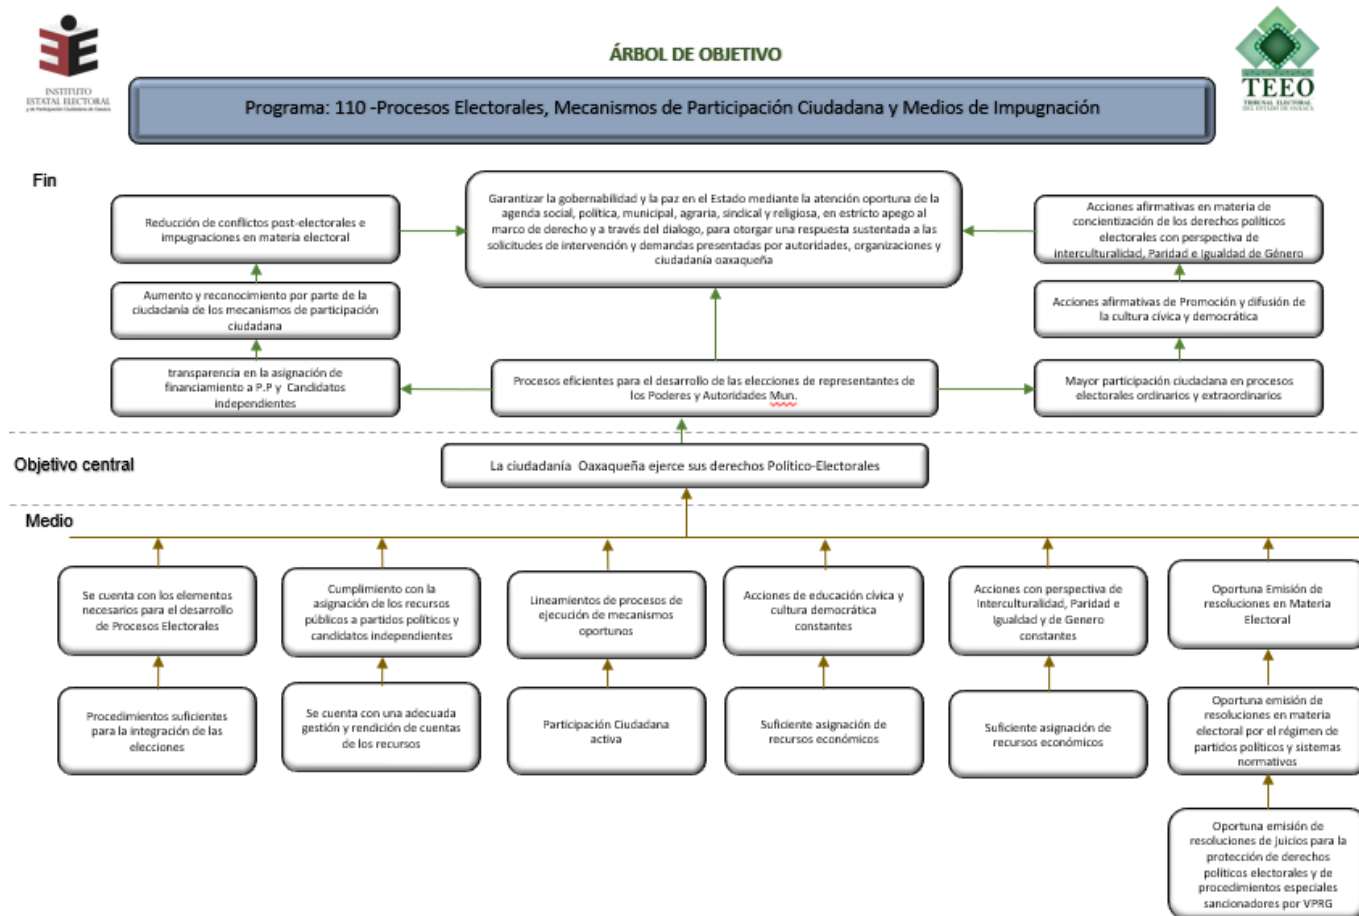 INSTITUTO
ESTATAL ELECTORAL
y de Participación Ciudadana de Oaxaca
ÁRBOL DE OBJETIVO
TEEO
TRIBUNAL ELECTORAL
DEL ESTADO DE OAXACA
Programa: 110 -Procesos Electorales, Mecanismos de Participación Ciudadana y Medios de Impugnación
Fin
Reducción de conflictos post-electorales e
impugnaciones en materia electoral
Garantizar la gobernabilidad y la paz en el Estado mediante la atención oportuna de la
agenda social, política, municipal, agraria, sindical y religiosa, en estricto apego al
marco de derecho y a través del dialogo, para otorgar una respuesta sustentada a las
solicitudes de intervención y demandas presentadas por autoridades, organizaciones y
ciudadanía oaxaqueña
Acciones afirmativas en materia de
concientización de los derechos políticos
electorales con perspectiva de
interculturalidad, Paridad e Igualdad de Género
Aumento y reconocimiento por parte de la
ciudadanía de los mecanismos de participación
ciudadana
Acciones afirmativas de Promoción y difusión de
la cultura cívica y democrática
transparencia en la asignación de
financiamiento a P.P y Candidatos
independientes
Procesos eficientes para el desarrollo de las elecciones de representantes de
los Poderes y Autoridades Mun.
Mayor participación ciudadana en procesos
electorales ordinarios y extraordinarios
Objetivo central
La ciudadanía Oaxaqueña ejerce sus derechos Político-Electorales
Medio
Se cuenta con los elementos
necesarios para el desarrollo
de Procesos Electorales
Cumplimiento con la
asignación de los recursos
públicos a partidos políticos y
candidatos independientes
Lineamientos de procesos de
ejecución de mecanismos
oportunos
Acciones de educación cívica y
cultura democrática
constantes
Acciones con perspectiva de
Interculturalidad, Paridad e
Igualdad y de Genero
constantes
Oportuna Emisión de
resoluciones en Materia
Electoral
Procedimientos suficientes
para la integración de las
elecciones
Se cuenta con una adecuada
gestión y rendición de cuentas
de los recursos
Participación Ciudadana
activa
Suficiente asignación de
recursos económicos
Suficiente asignación de
recursos económicos
Oportuna emisión de
resoluciones en materia
electoral por el régimen de
partidos políticos y sistemas
normativos
Oportuna emisión de
resoluciones de juicios para la
protección de derechos
políticos electorales y de
procedimientos especiales
sancionadores por VPRG